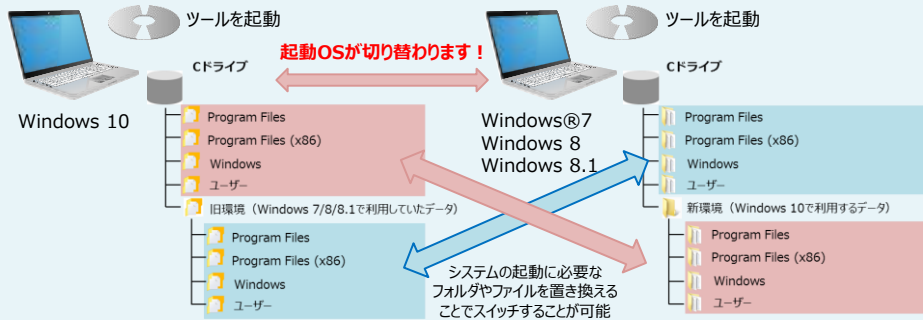 ツールを起動
ツールを起動
起動OSが切り替わります！
Cドライブ
Cドライブ
Windows 10
Program Files
Program Files (x86)
Windows
ユーザー
旧環境（Windows 7/8/8.1で利用していたデータ）
Program Files
Program Files (x86)
Windows
ユーザー
Windows®7
Windows 8
Windows 8.1
Program Files
Program Files (x86)
Windows
ユーザー
新環境（Windows 10で利用するデータ）
Program Files
Program Files (x86)
Windows
ユーザー
システムの起動に必要な
フォルダやファイルを置き換える
ことでスイッチすることが可能